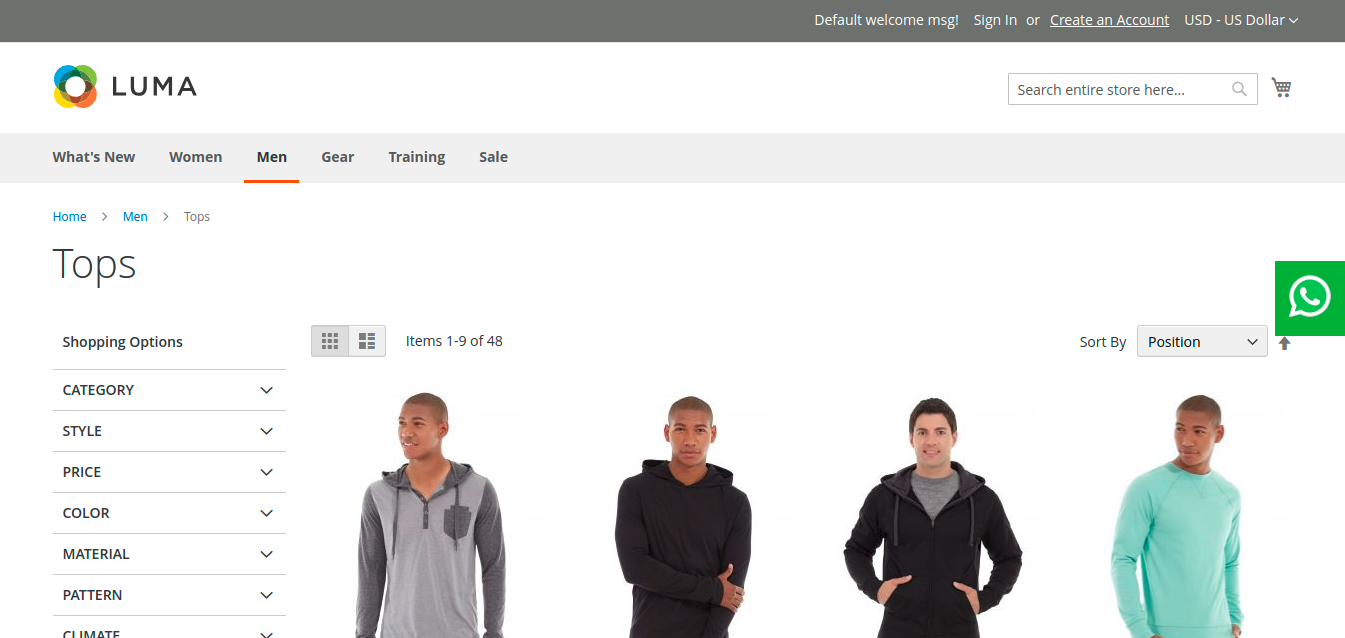 Default welcome msg! Sign In or Create an Account USD - US Dollar
LUMA
Search entire store here...
What's New Women Men Gear Training Sale
Home Men Tops
Tops
Shopping Options
Items 1-9 of 48
Sort By Position
CATEGORY
STYLE
PRICE
COLOR
MATERIAL
PATTERN
CLIMATE